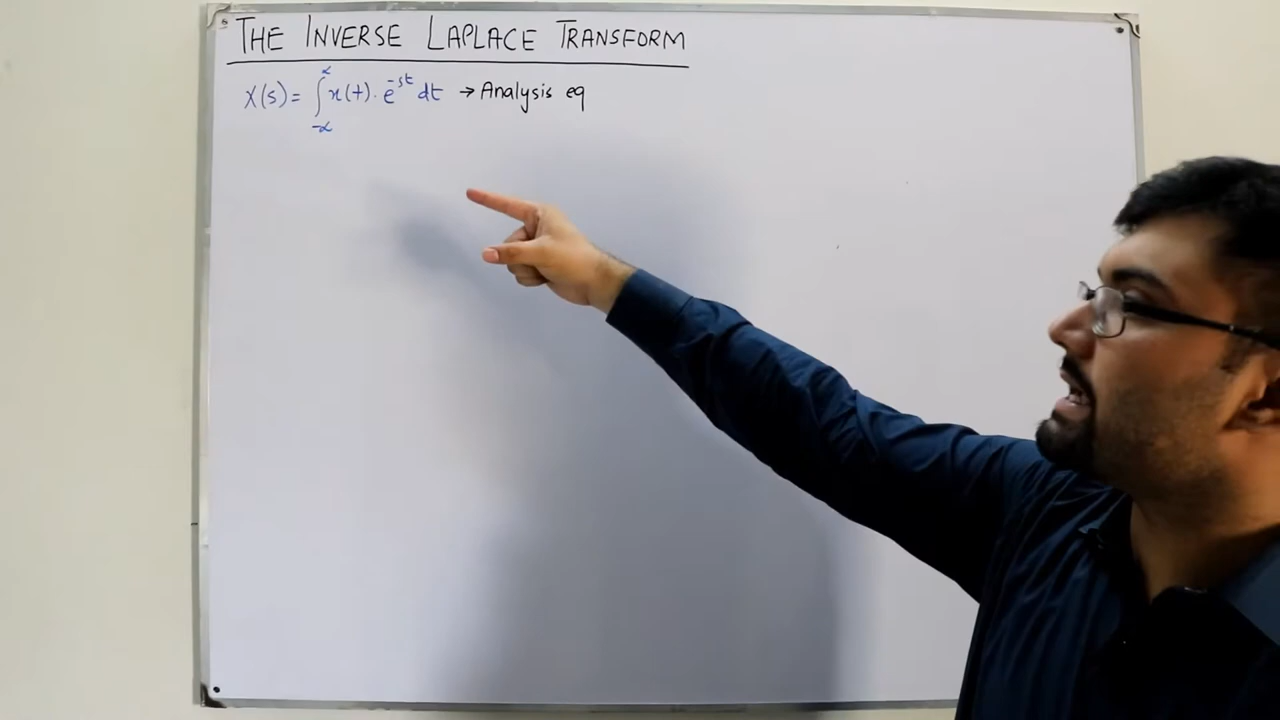 THE INVERSE LAPLACE TRANSFORM
X(s) = ∫_{-∞}^{∞} x(t) · e^{-st} dt → Analysis eq